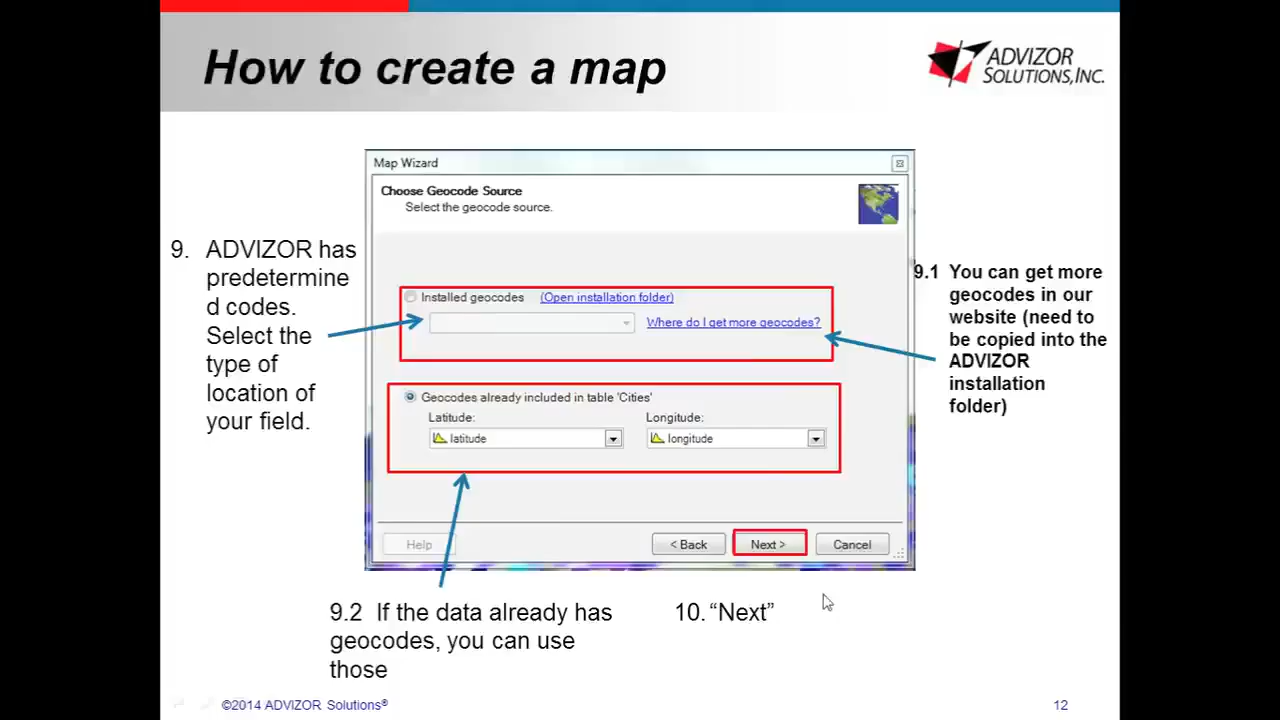 How to create a map
ADVIZOR
SOLUTIONS, INC.
Map Wizard
Choose Geocode Source
Select the geocode source.
9. ADVIZOR has
predetermine
d codes.
Select the
type of
location of
your field.
Installed geocodes (Open installation folder)
Where do I get more geocodes?
9.1 You can get more
geocodes in our
website (need to
be copied into the
ADVIZOR
installation
folder)
Geocodes already included in table 'Cities'
Latitude: Longitude:
latitude longitude
Help < Back Next > Cancel
9.2 If the data already has
geocodes, you can use
those
10. “Next”
©2014 ADVIZOR Solutions® 12